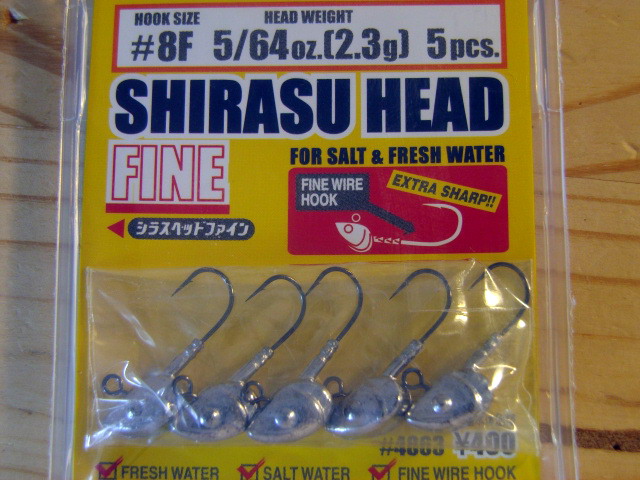 HOOK SIZE HEAD WEIGHT
#8F 5/64oz.(2.3g) 5pcs.
SHIRASU HEAD
FINE
FOR SALT & FRESH WATER
FINE WIRE HOOK
EXTRA SHARP!!
シラスヘッドファイン
#4863 ¥400
FRESH WATER SALT WATER FINE WIRE HOOK